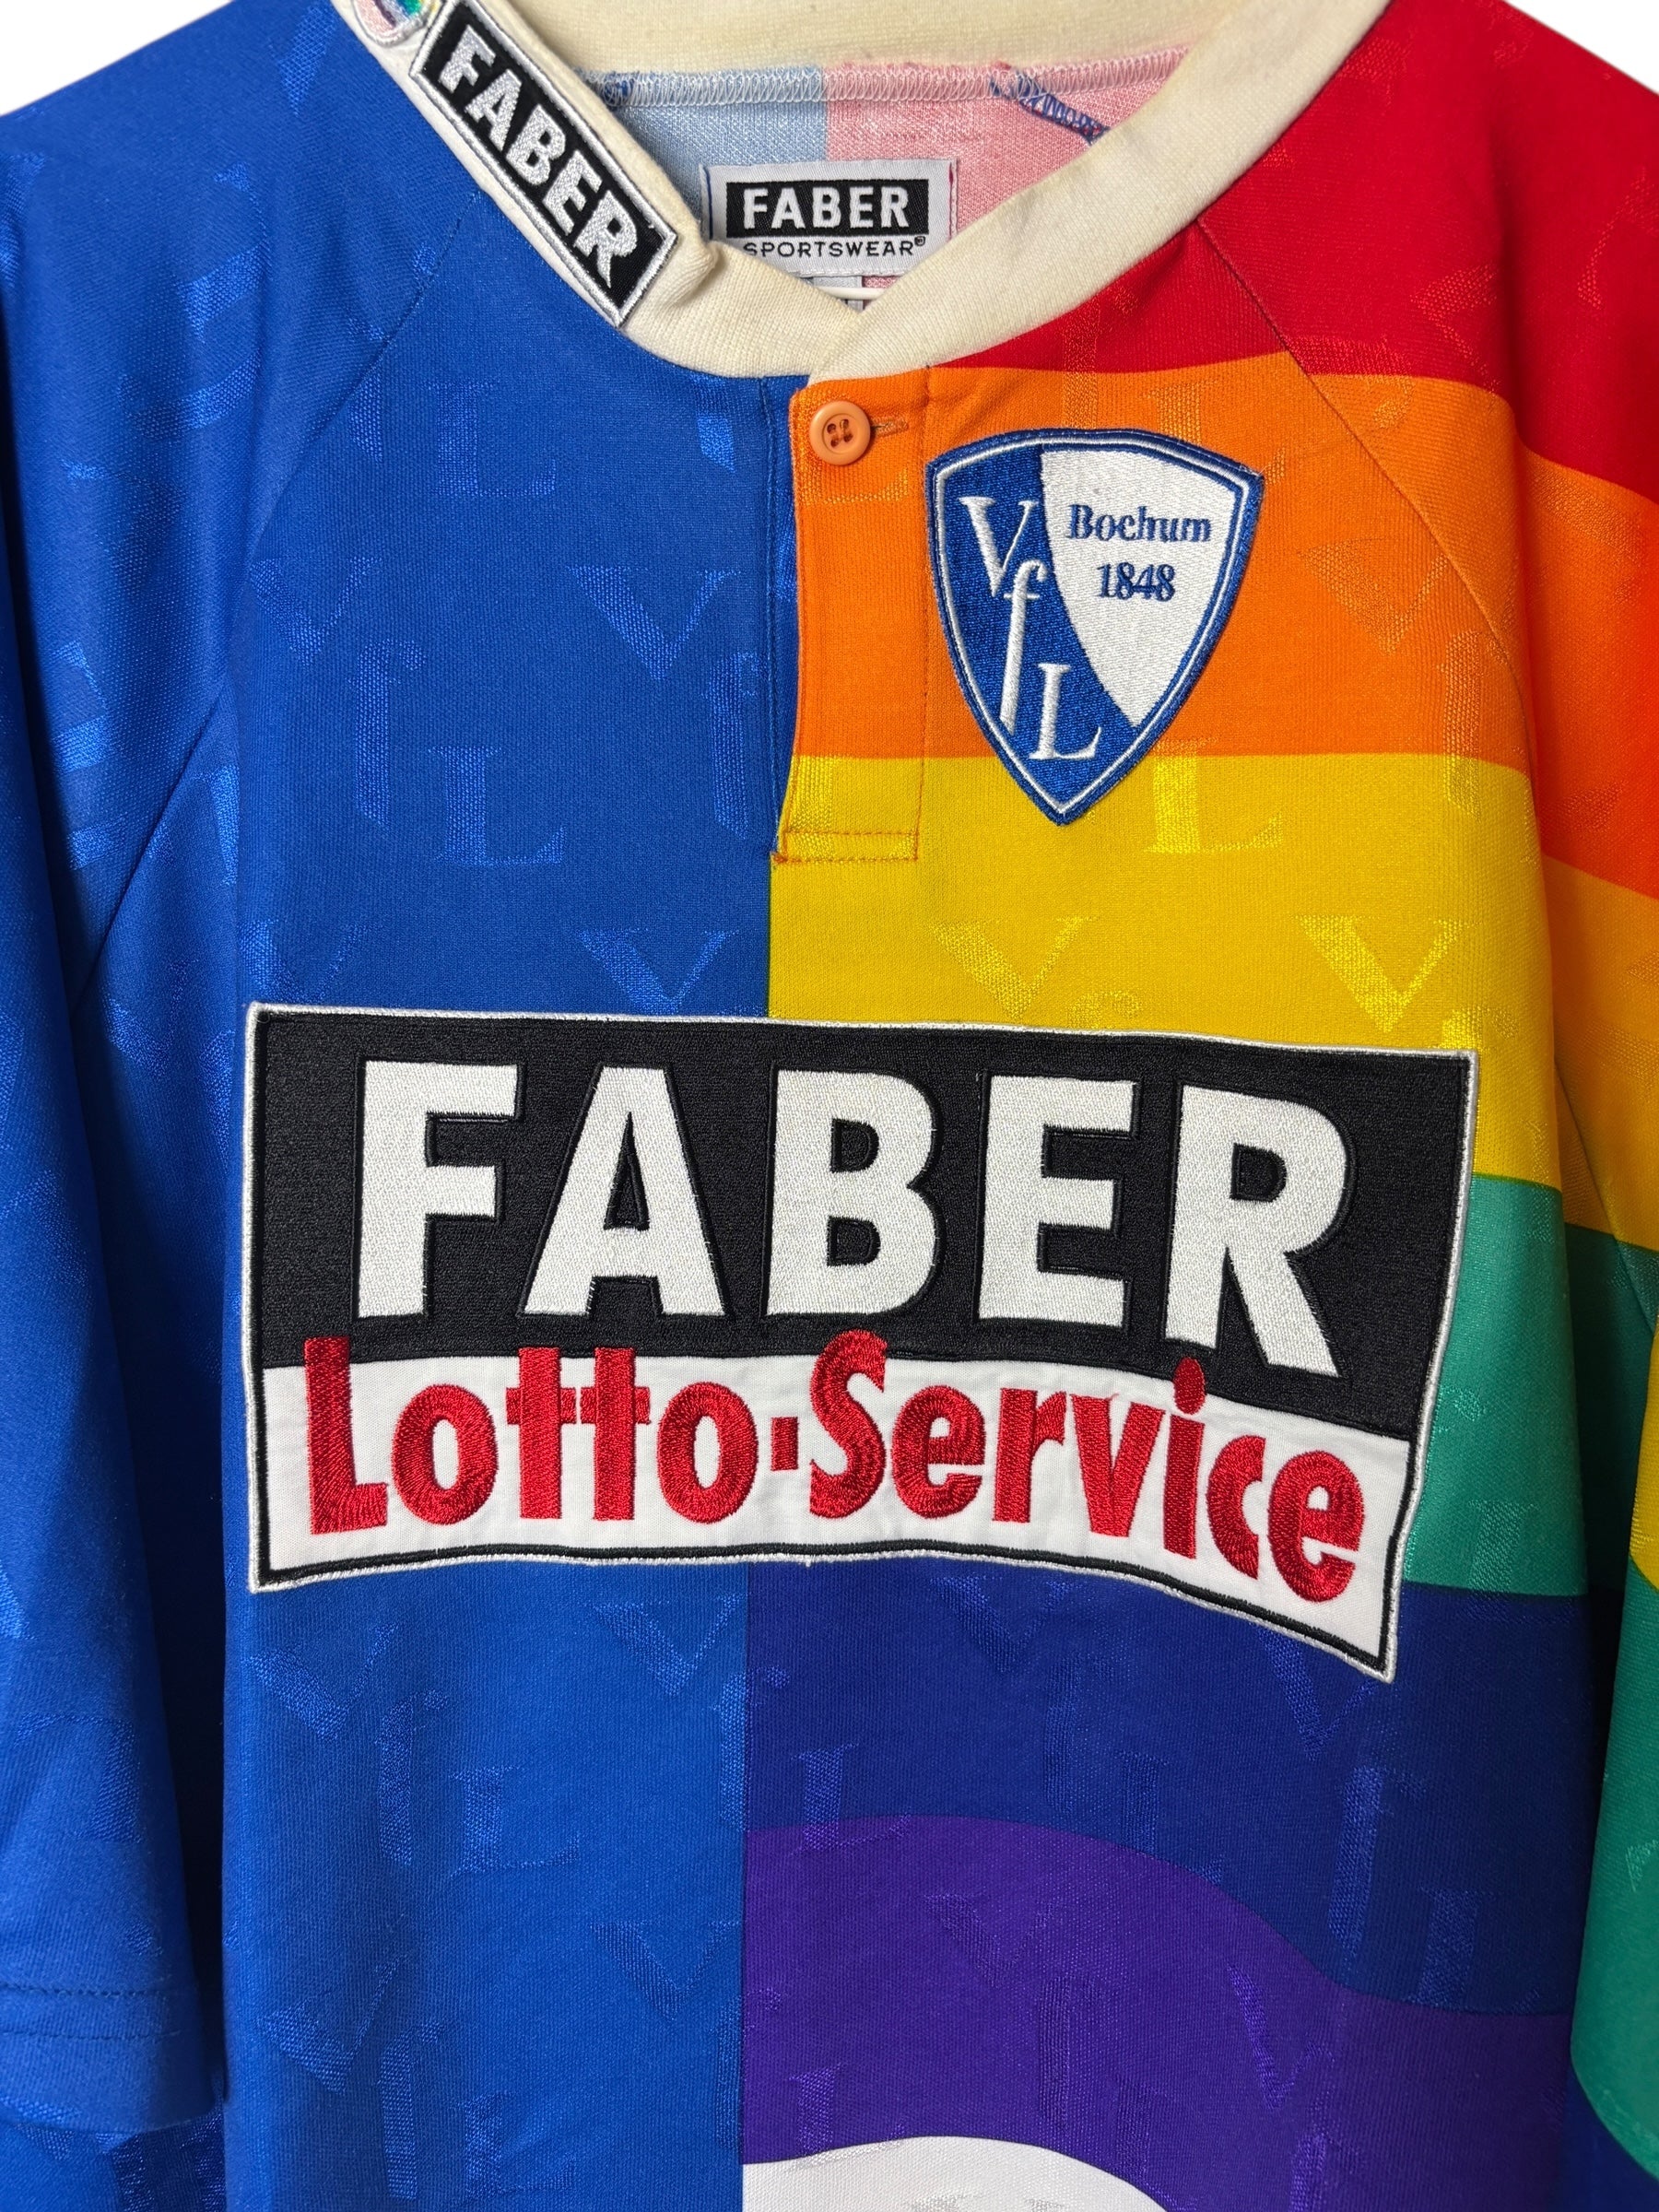 FABER
FABER
SPORTSWEAR®
VfL
Bochum
1848
FABER
Lotto-Service